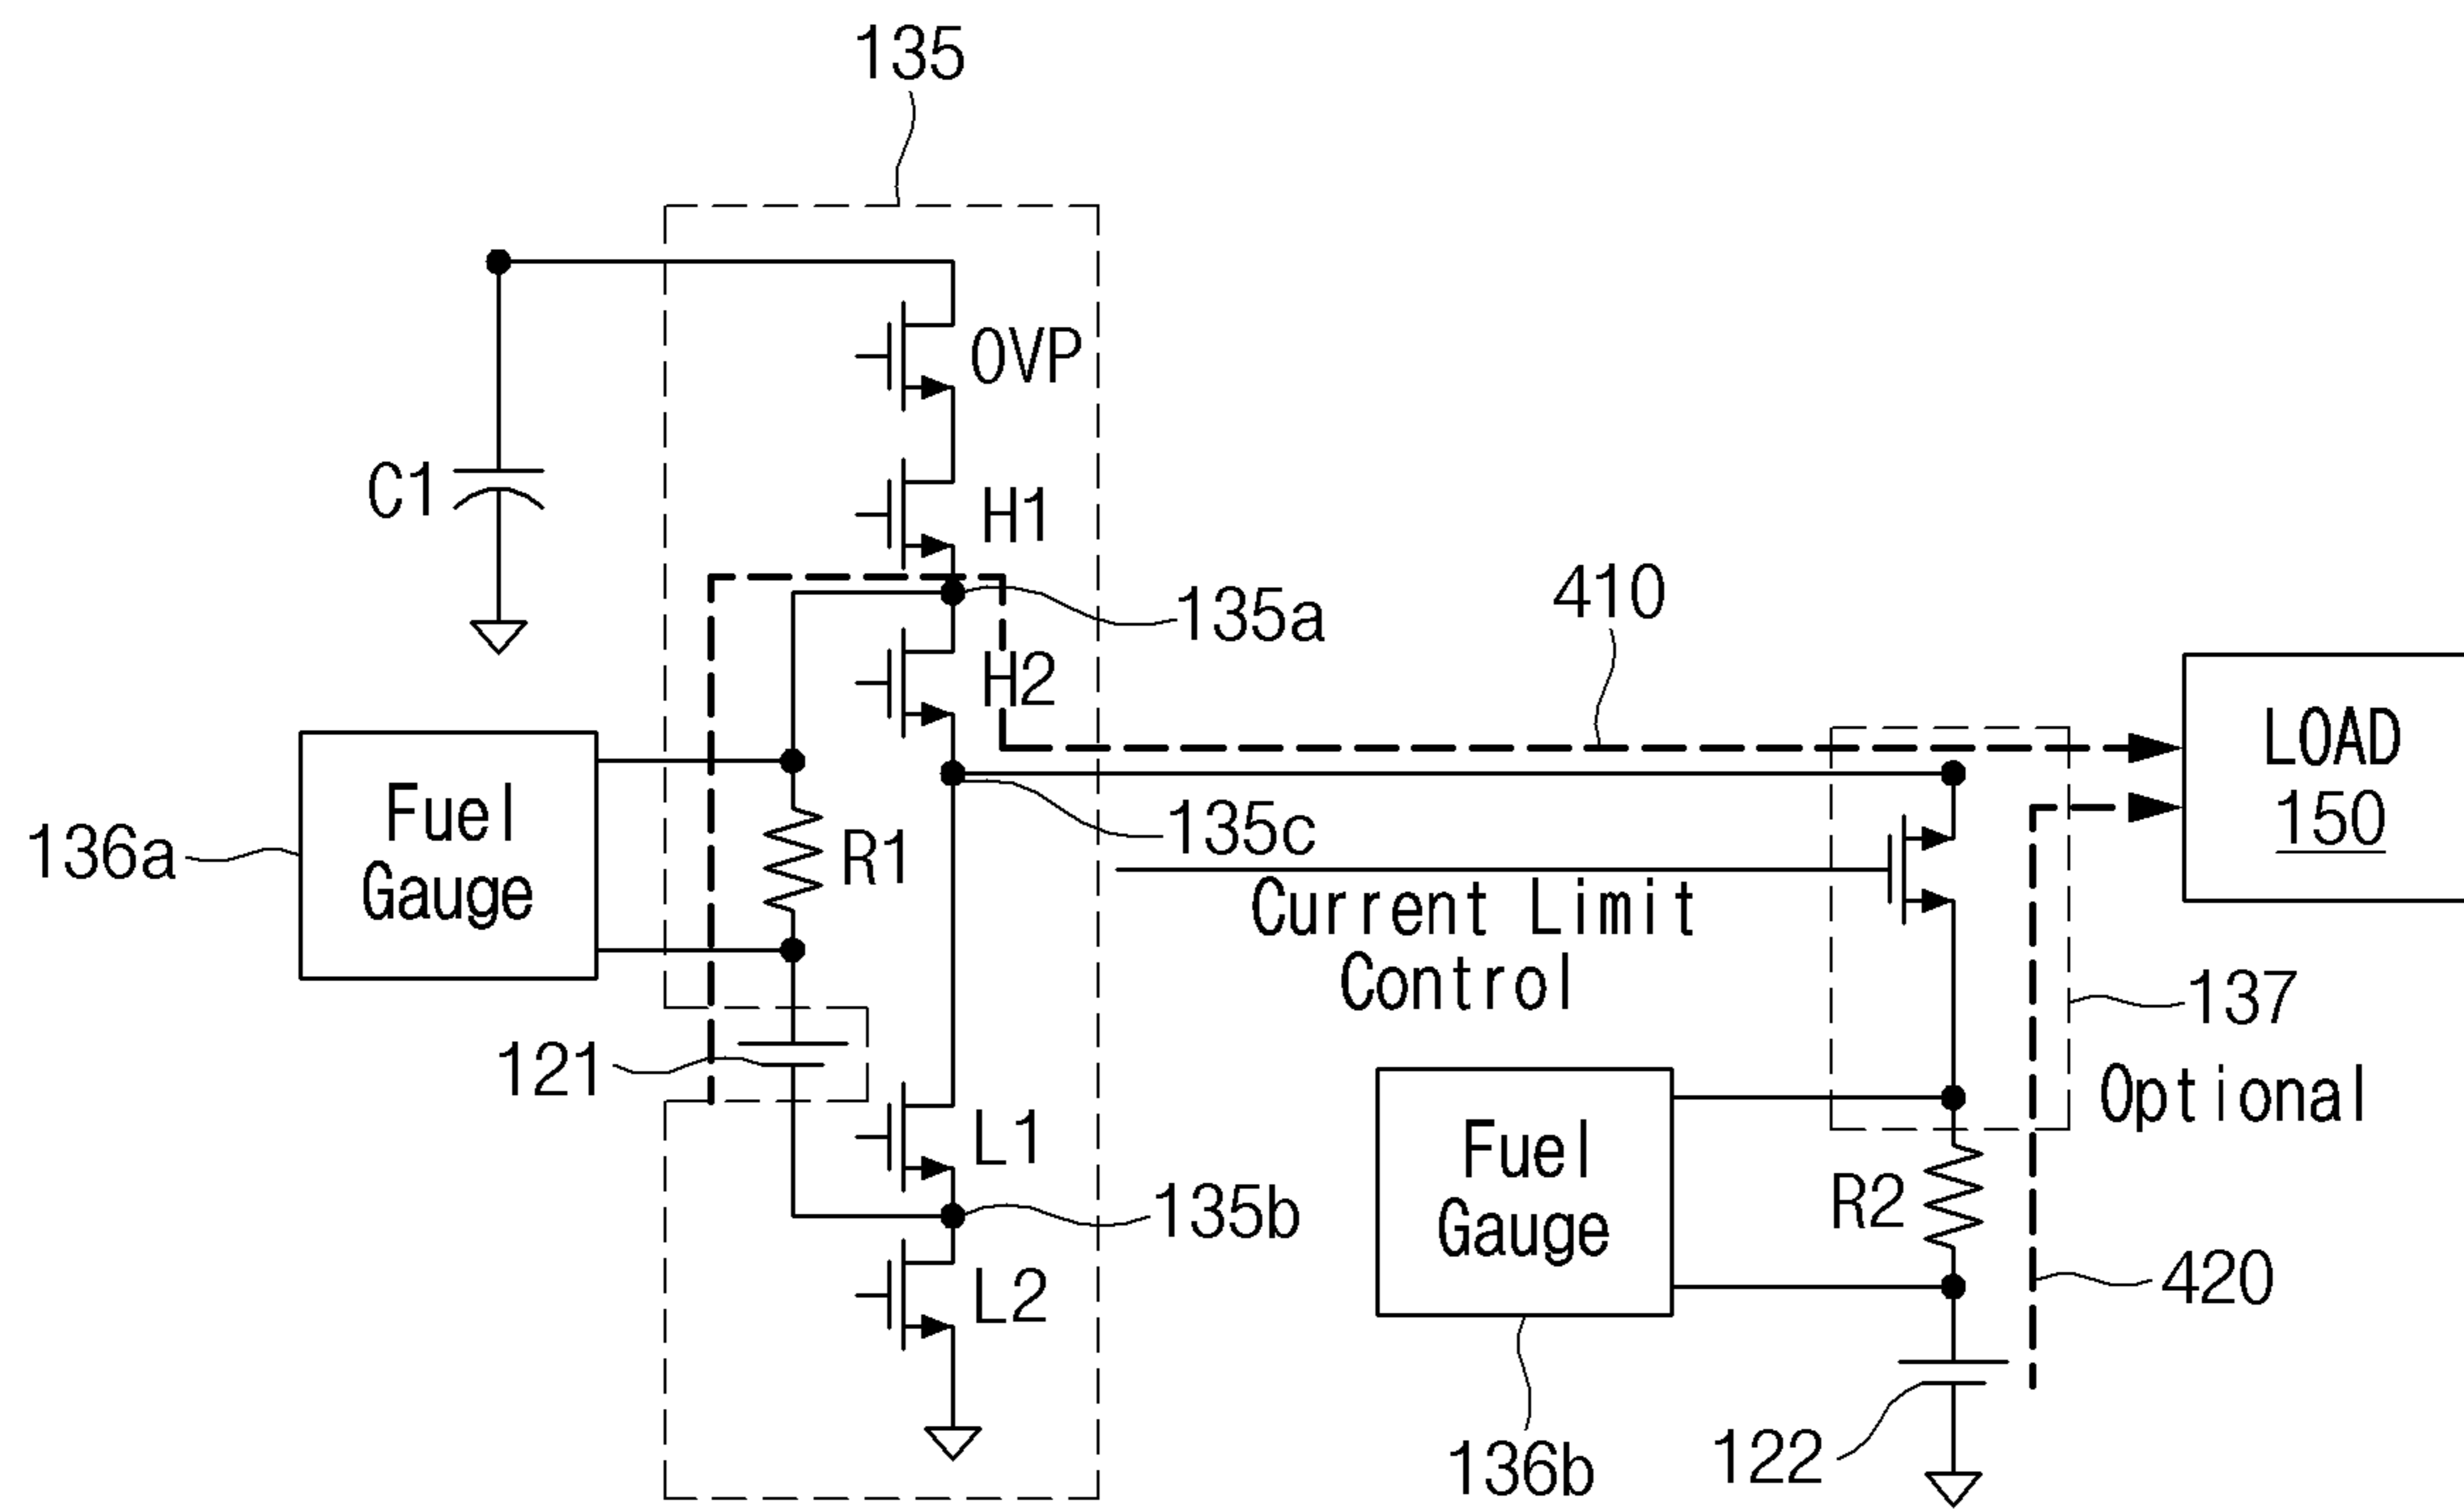 135
OVP
C1
H1
135a
410
H2
LOAD
150
Fuel
Gauge
136a
R1
135c
Current Limit
Control
137
121
Optional
L1
Fuel
Gauge
135b
R2
L2
420
136b
122